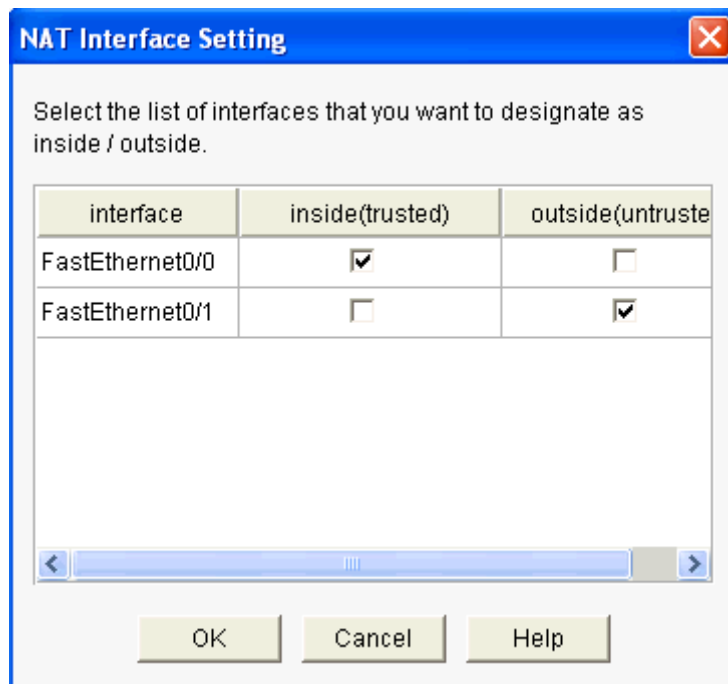 NAT Interface Setting
Select the list of interfaces that you want to designate as
inside / outside.
interface inside(trusted) outside(untruste
FastEthernet0/0
FastEthernet0/1
OK Cancel Help